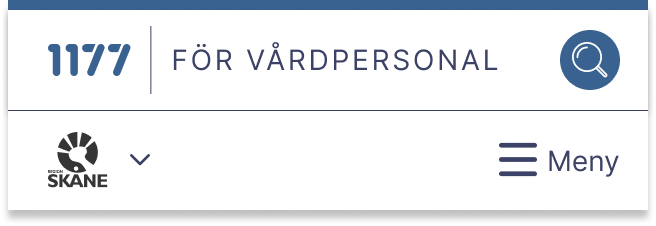 1177 FÖR VÅRDPERSONAL
REGION
SKÅNE
Meny